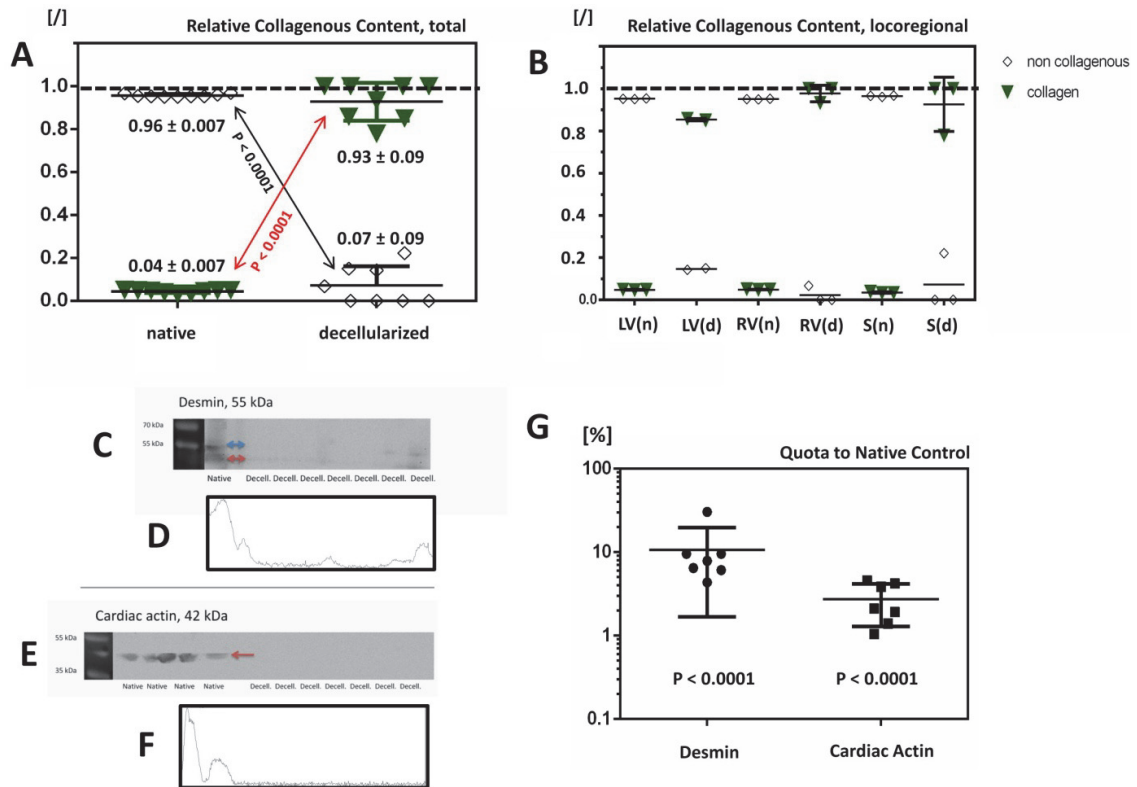 [/]
Relative Collagenous Content, total
A
1.0
0.8
0.6
0.4
0.2
0.0
0.96 ± 0.007
0.04 ± 0.007
P < 0.0001
P < 0.0001
0.93 ± 0.09
0.07 ± 0.09
native
decellularized
[/]
Relative Collagenous Content, locoregional
B
1.0
0.8
0.6
0.4
0.2
0.0
LV(n)
LV(d)
RV(n)
RV(d)
S(n)
S(d)
non collagenous
collagen
C
Desmin, 55 kDa
70 kDa
55 kDa
Native Decell. Decell. Decell. Decell. Decell. Decell. Decell.
D
E
Cardiac actin, 42 kDa
55 kDa
35 kDa
Native Native Native Native Decell. Decell. Decell. Decell. Decell. Decell. Decell.
F
G
[%]
Quota to Native Control
100
10
1
0.1
P < 0.0001
P < 0.0001
Desmin
Cardiac Actin